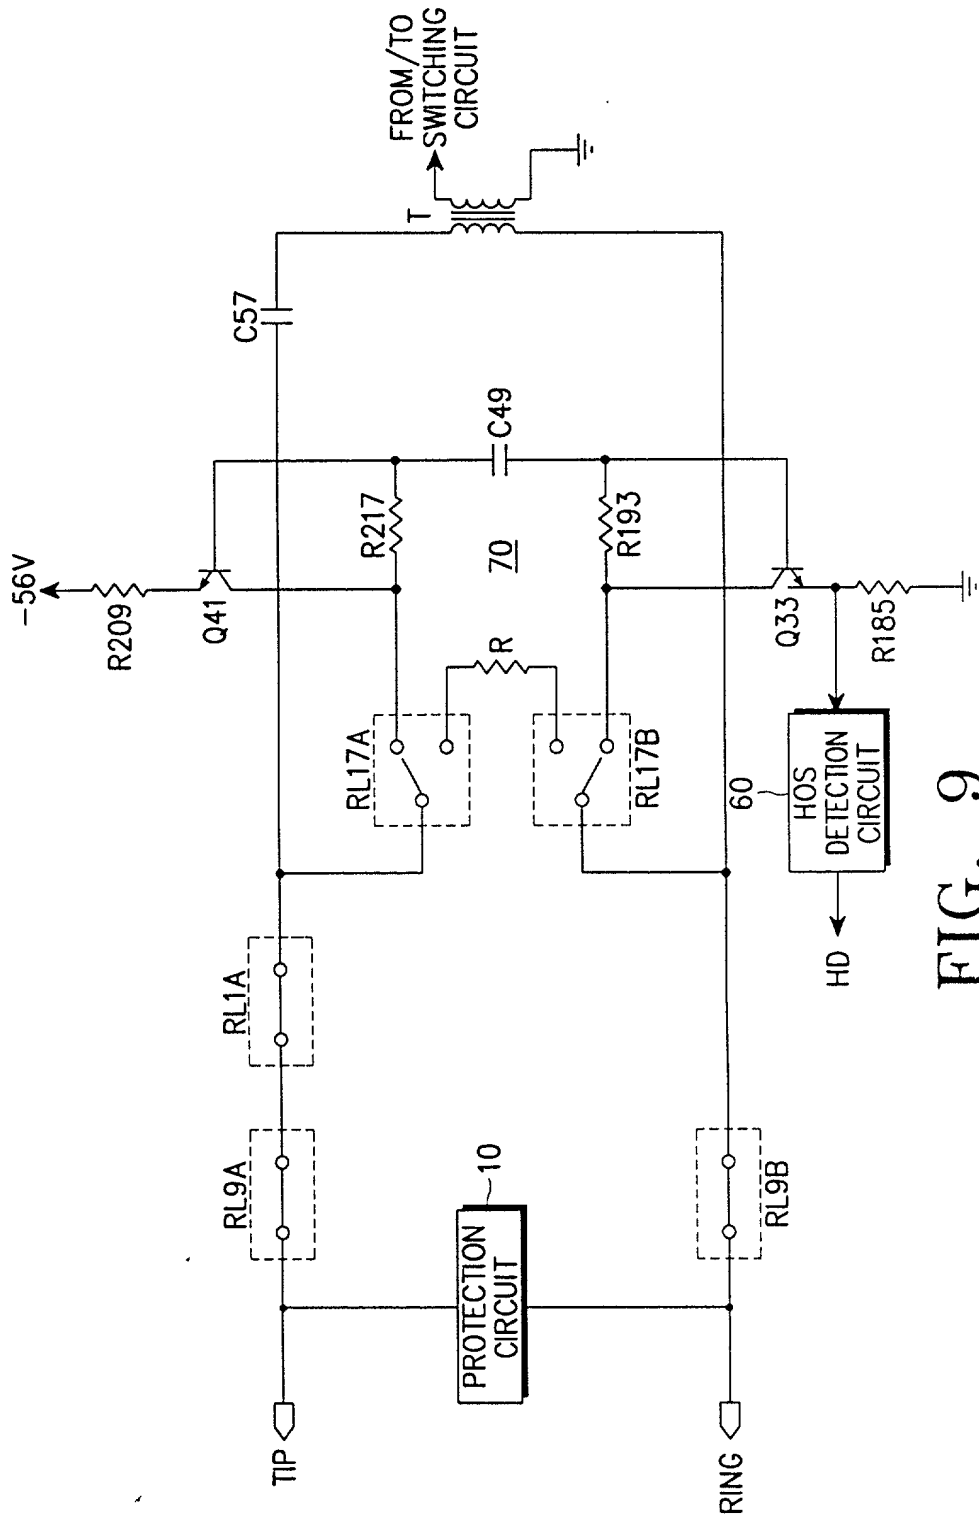 -56V
R209
Q41
C57
T
FROM/TO
SWITCHING
CIRCUIT
R217
C49
70
R
R193
RL17A
RL17B
Q33
R185
60
HOS
DETECTION
CIRCUIT
HD
RL1A
RL9A
RL9B
10
PROTECTION
CIRCUIT
TIP
RING
FIG. 9